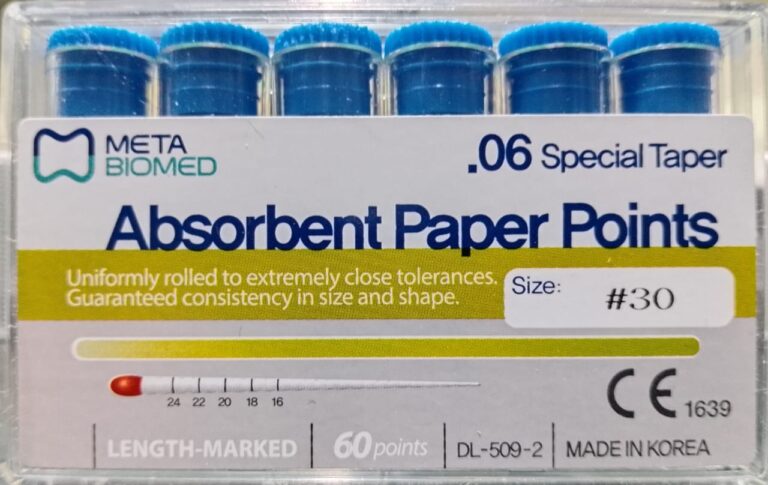 META
BIOMED
.06 Special Taper
Absorbent Paper Points
Uniformly rolled to extremely close tolerances.
Guaranteed consistency in size and shape.
Size: #30
24 22 20 18 16
CE 1639
LENGTH-MARKED 60 points DL-509-2 MADE IN KOREA